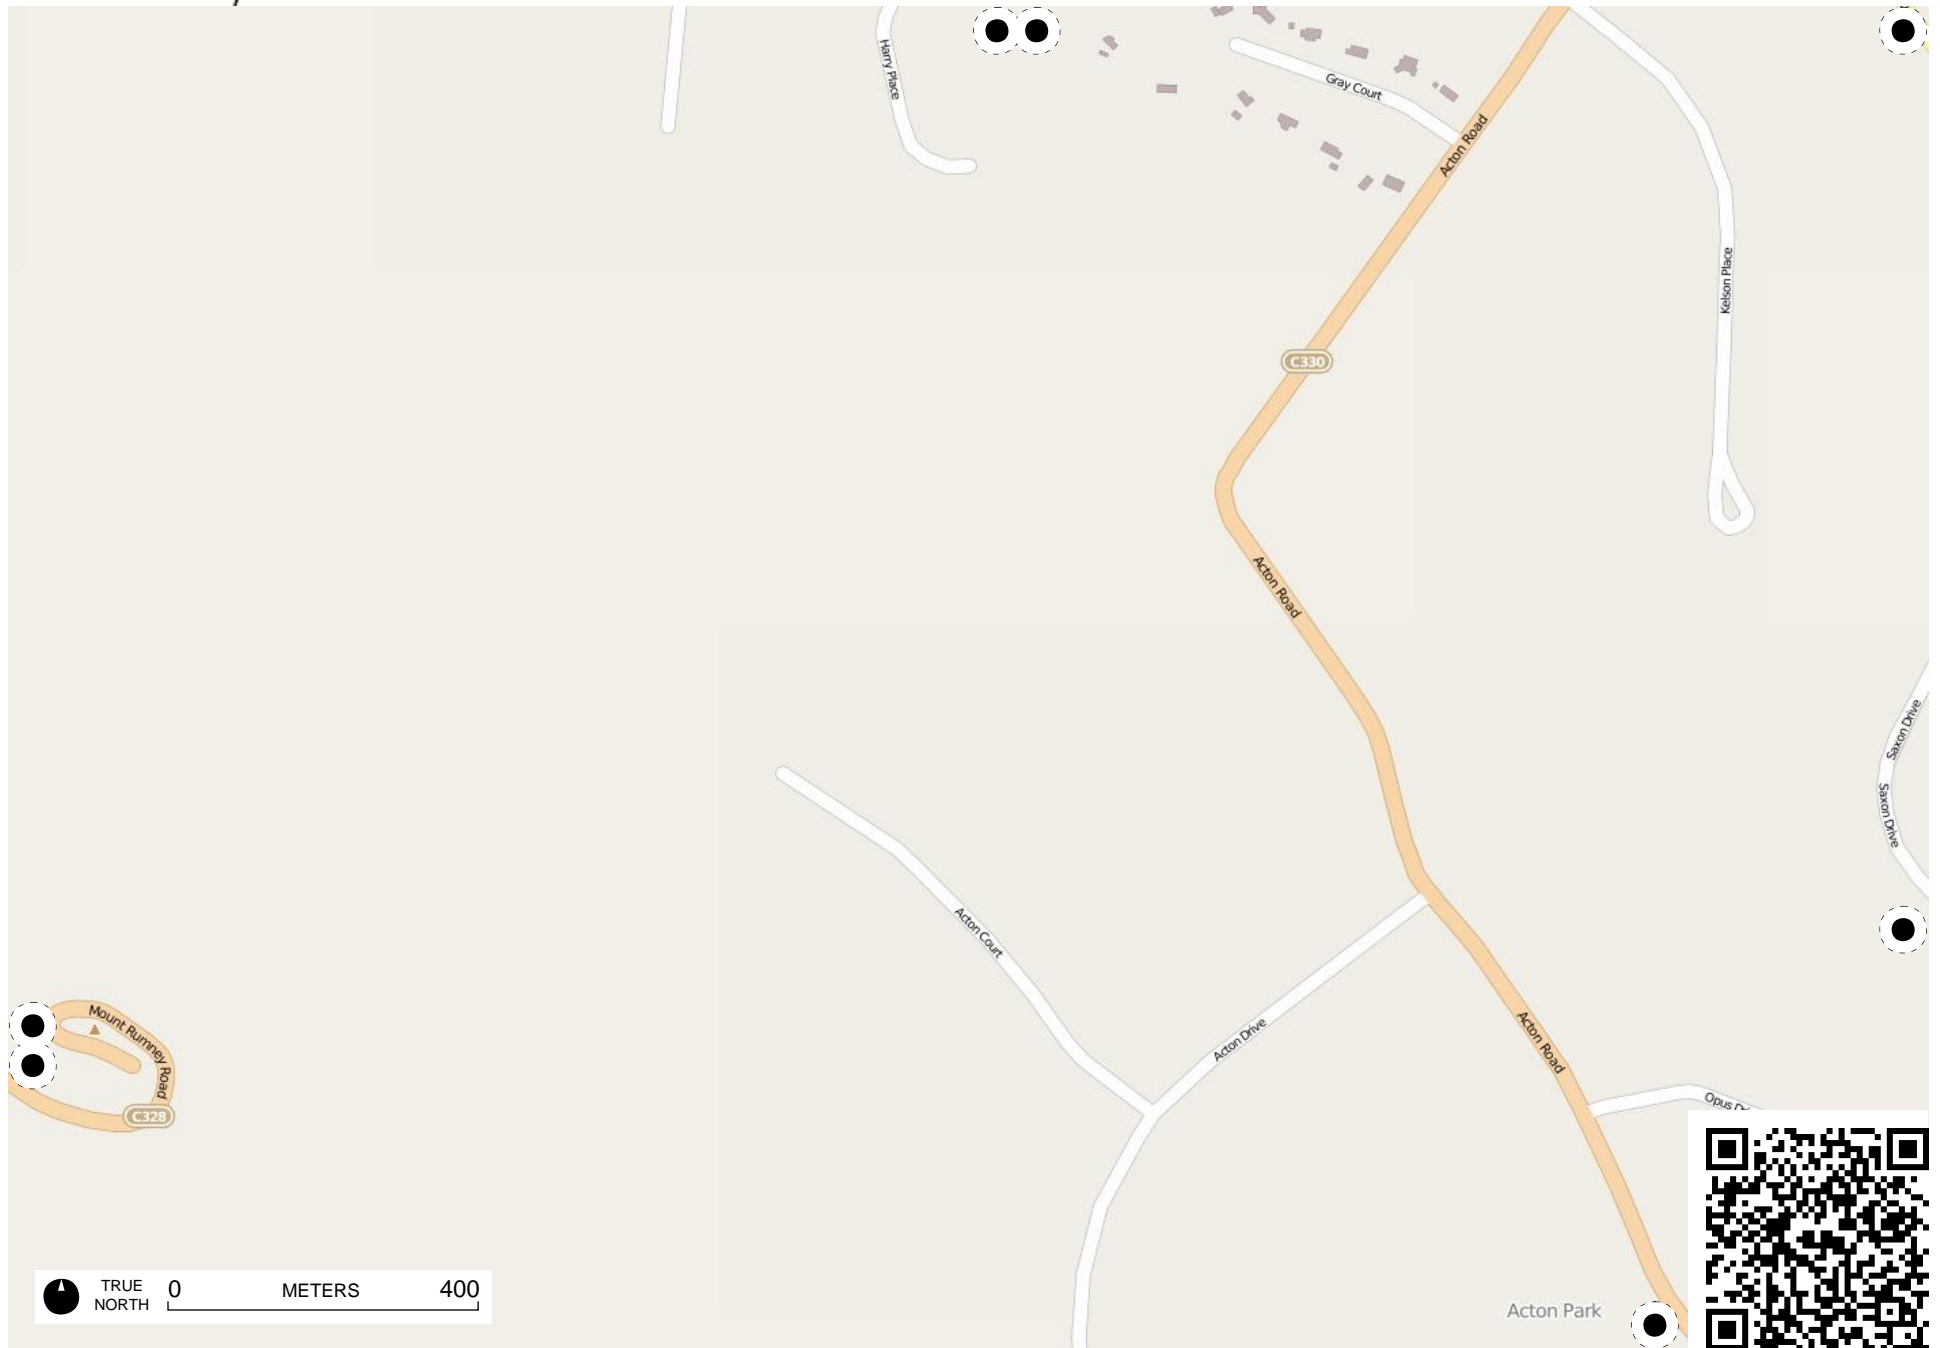 Harry Place
Gray Court
Acton Road
Kelson Place
C330
Acton Road
Saxon Drive
Saxon Drive
Acton Court
Mount Rumney Road
C328
Acton Drive
Acton Road
Opus
TRUE NORTH
0 METERS 400
Acton Park